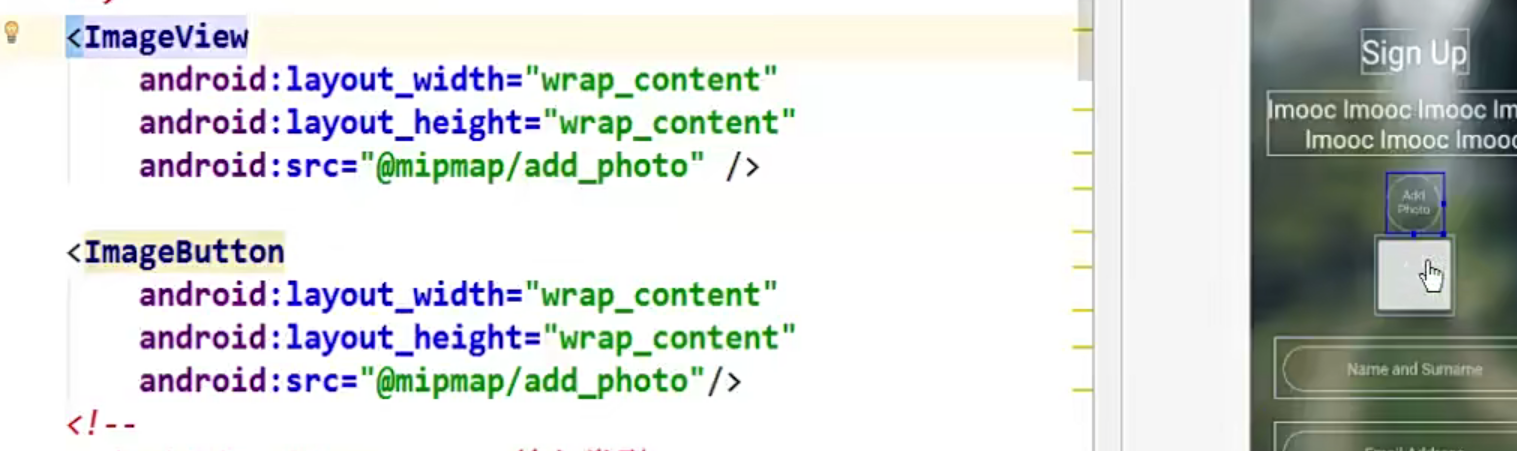 <ImageView
android:layout_width="wrap_content"
android:layout_height="wrap_content"
android:src="@mipmap/add_photo" />
<ImageButton
android:layout_width="wrap_content"
android:layout_height="wrap_content"
android:src="@mipmap/add_photo"/>
<!--
Sign Up
Imooc Imooc Imooc Im
Imooc Imooc Imooc
Add
Photo
Name and Surname